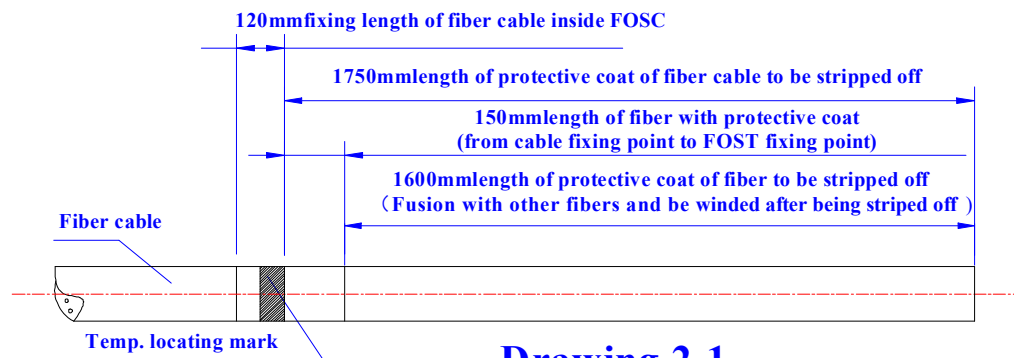 120mmfixing length of fiber cable inside FOSC
1750mmlength of protective coat of fiber cable to be stripped off
150mmlength of fiber with protective coat
(from cable fixing point to FOST fixing point)
1600mmlength of protective coat of fiber to be stripped off
（Fusion with other fibers and be winded after being striped off )
Fiber cable
Temp. locating mark
Drawing 2-1